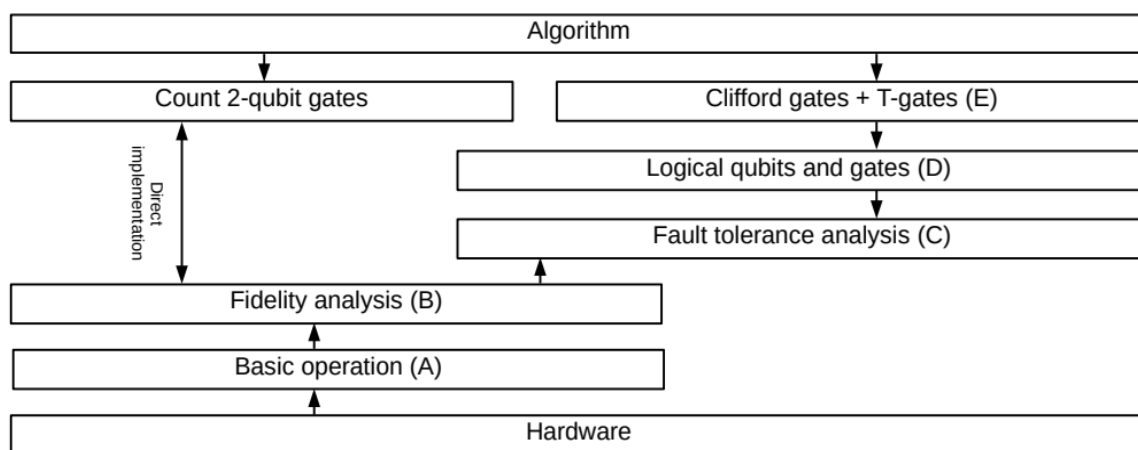 Algorithm
Count 2-qubit gates
Clifford gates + T-gates (E)
Direct
implementation
Logical qubits and gates (D)
Fault tolerance analysis (C)
Fidelity analysis (B)
Basic operation (A)
Hardware